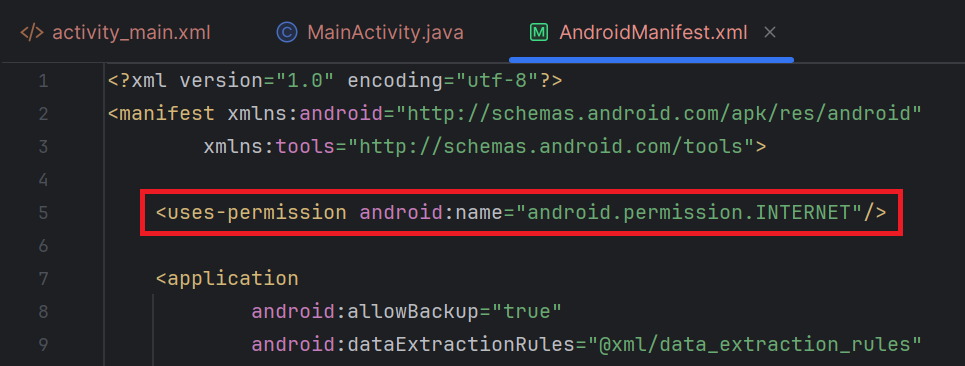 </> activity_main.xml © MainActivity.java M AndroidManifest.xml ×
1 <?xml version="1.0" encoding="utf-8"?>
2 <manifest xmlns:android="http://schemas.android.com/apk/res/android"
3 xmlns:tools="http://schemas.android.com/tools">
4
5 <uses-permission android:name="android.permission.INTERNET"/>
6
7 <application
8 android:allowBackup="true"
9 android:dataExtractionRules="@xml/data_extraction_rules"